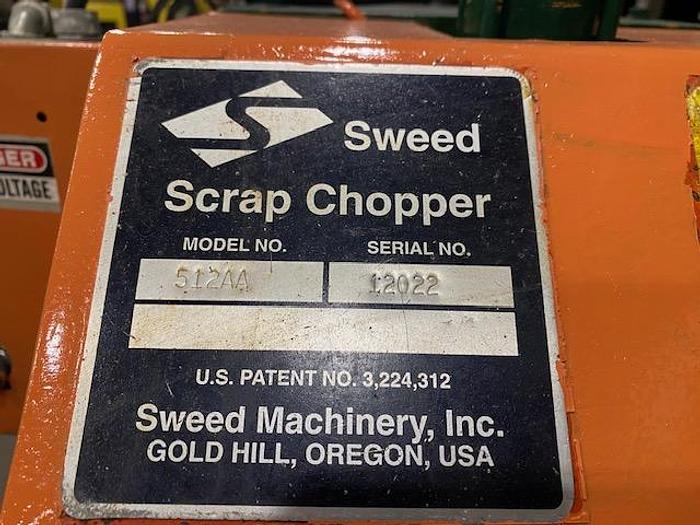 Sweed
Scrap Chopper
MODEL NO. SERIAL NO.
512AA 12022
U.S. PATENT NO. 3,224,312
Sweed Machinery, Inc.
GOLD HILL, OREGON, USA